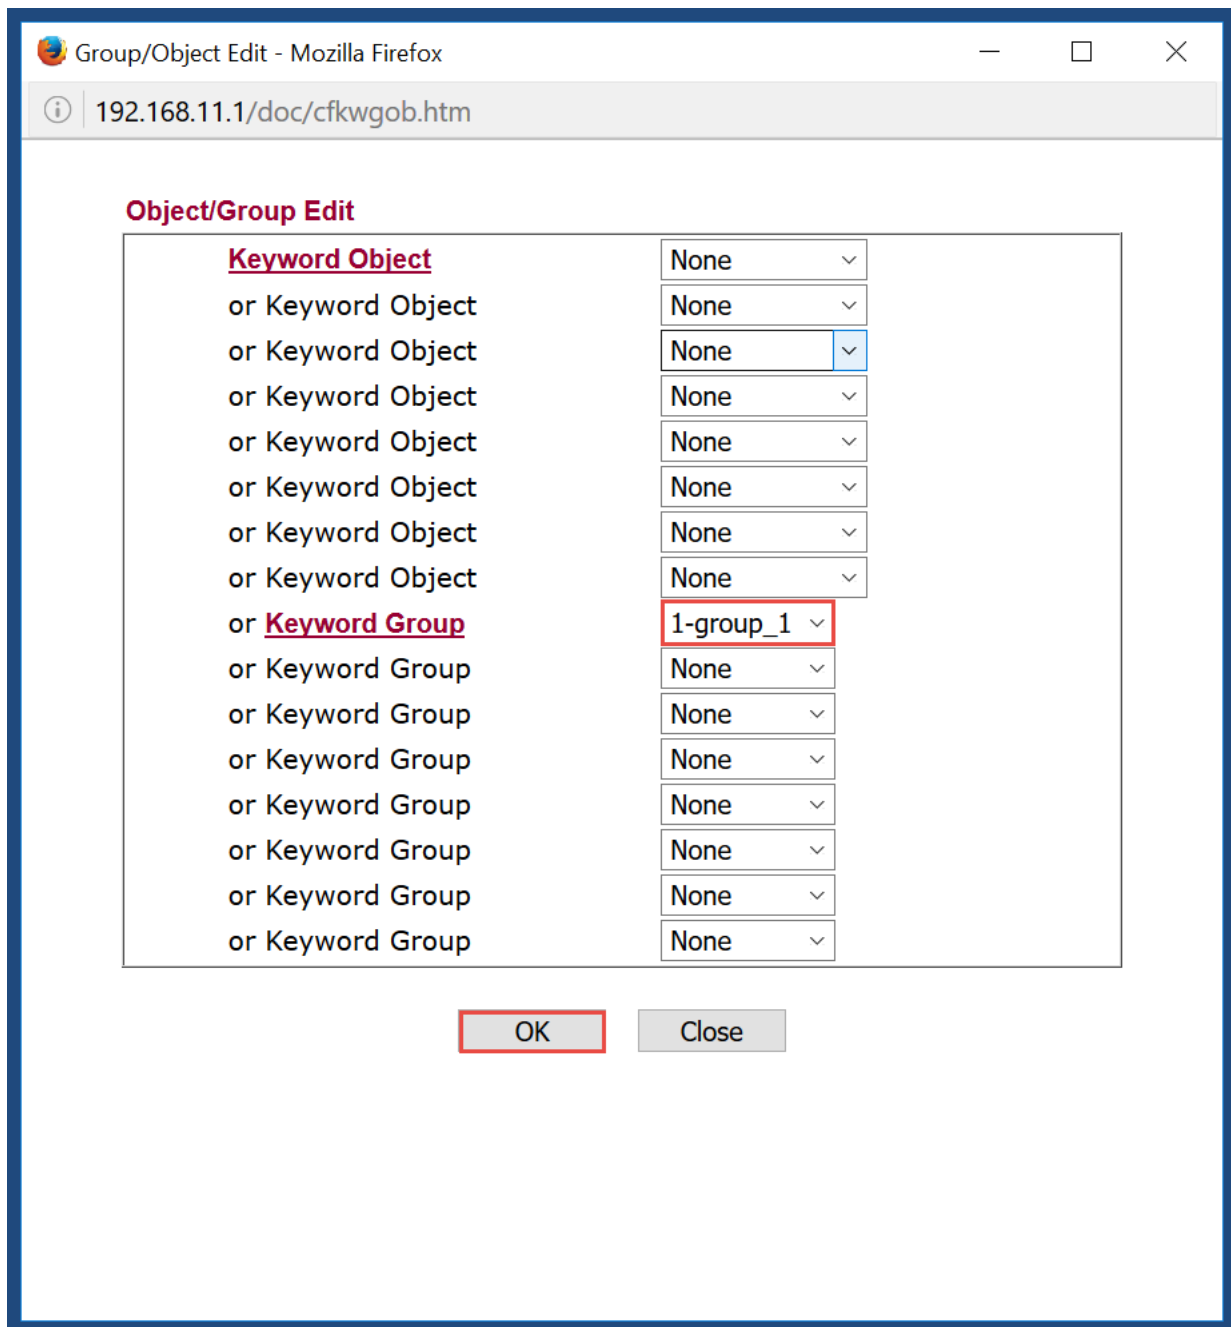 Group/Object Edit - Mozilla Firefox
192.168.11.1/doc/cfkwgob.htm
Object/Group Edit
Keyword Object None
or Keyword Object None
or Keyword Object None
or Keyword Object None
or Keyword Object None
or Keyword Object None
or Keyword Object None
or Keyword Object None
or Keyword Group 1-group_1
or Keyword Group None
or Keyword Group None
or Keyword Group None
or Keyword Group None
or Keyword Group None
or Keyword Group None
or Keyword Group None
OK Close